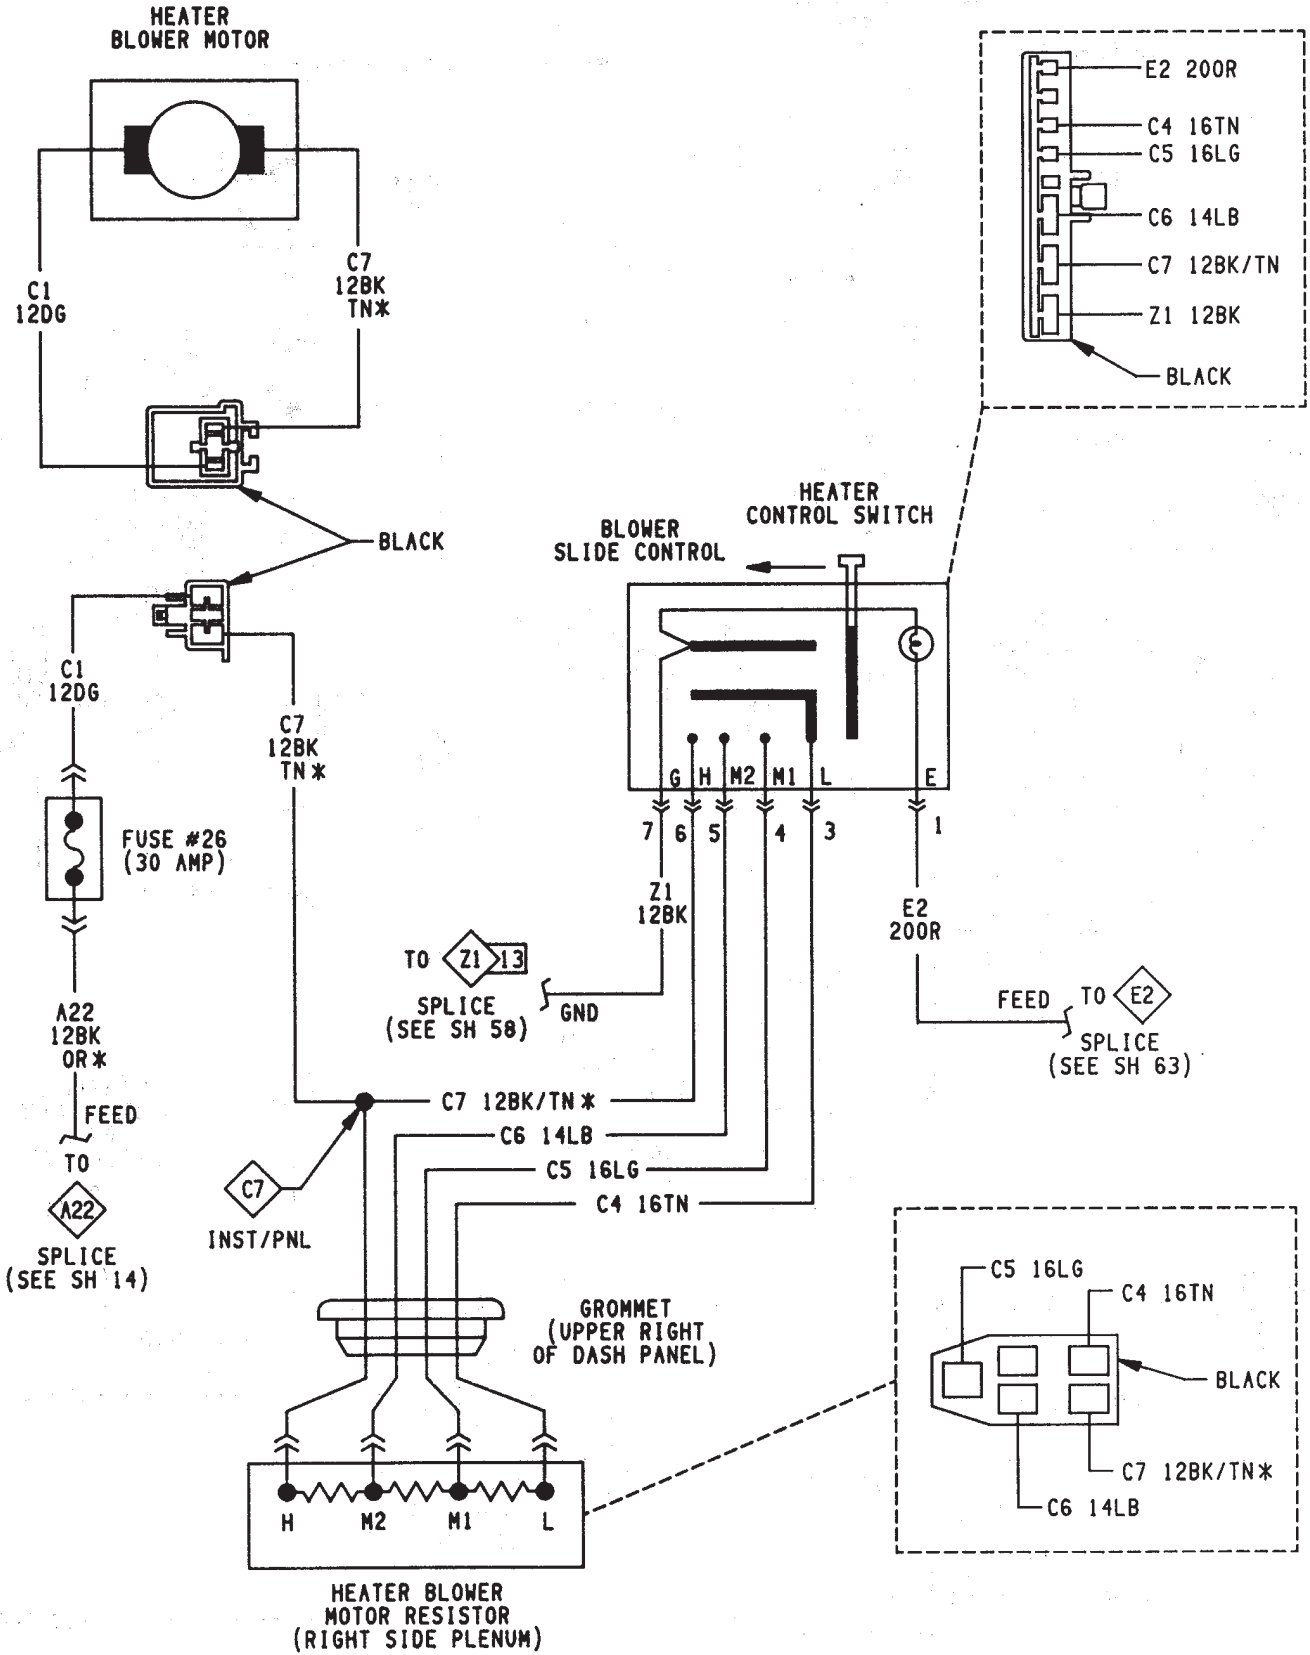 HEATER
BLOWER MOTOR
E2 20OR
C4 16TN
C5 16LG
C6 14LB
C7 12BK/TN
Z1 12BK
BLACK
C1
12DG
C7
12BK
TN*
BLACK
HEATER
CONTROL SWITCH
BLOWER
SLIDE CONTROL
C1
12DG
C7
12BK
TN*
G H M2 M1 L E
7 6 5 4 3 1
FUSE #26
(30 AMP)
Z1
12BK
E2
20OR
TO Z1 13
SPLICE
(SEE SH 58)
GND
FEED TO E2
SPLICE
(SEE SH 63)
A22
12BK
OR*
FEED
TO
A22
SPLICE
(SEE SH 14)
C7 12BK/TN*
C6 14LB
C5 16LG
C4 16TN
C7
INST/PNL
GROMMET
(UPPER RIGHT
OF DASH PANEL)
C5 16LG
C4 16TN
BLACK
C7 12BK/TN*
C6 14LB
H M2 M1 L
HEATER BLOWER
MOTOR RESISTOR
(RIGHT SIDE PLENUM)